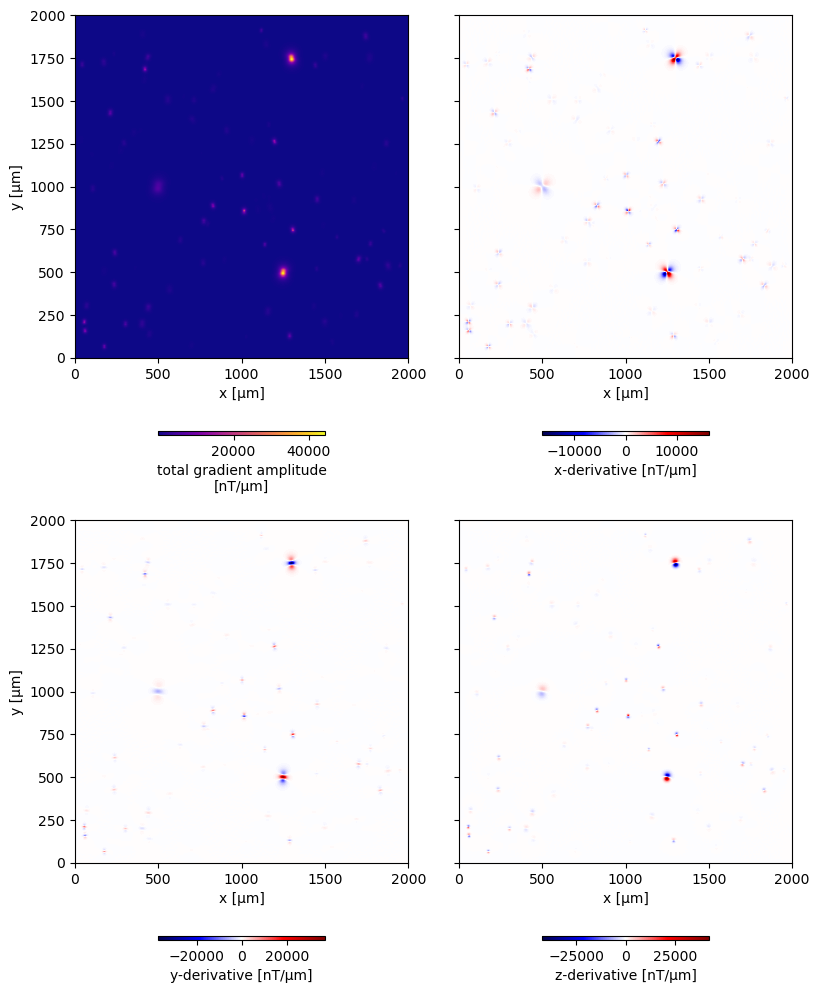 2000
1750
1500
1250
1000
750
500
250
0
y [µm]
0 500 1000 1500 2000
x [µm]
0 500 1000 1500 2000
x [µm]
20000 40000
total gradient amplitude
[nT/µm]
−10000 0 10000
x-derivative [nT/µm]
2000
1750
1500
1250
1000
750
500
250
0
y [µm]
0 500 1000 1500 2000
x [µm]
0 500 1000 1500 2000
x [µm]
−20000 0 20000
y-derivative [nT/µm]
−25000 0 25000
z-derivative [nT/µm]